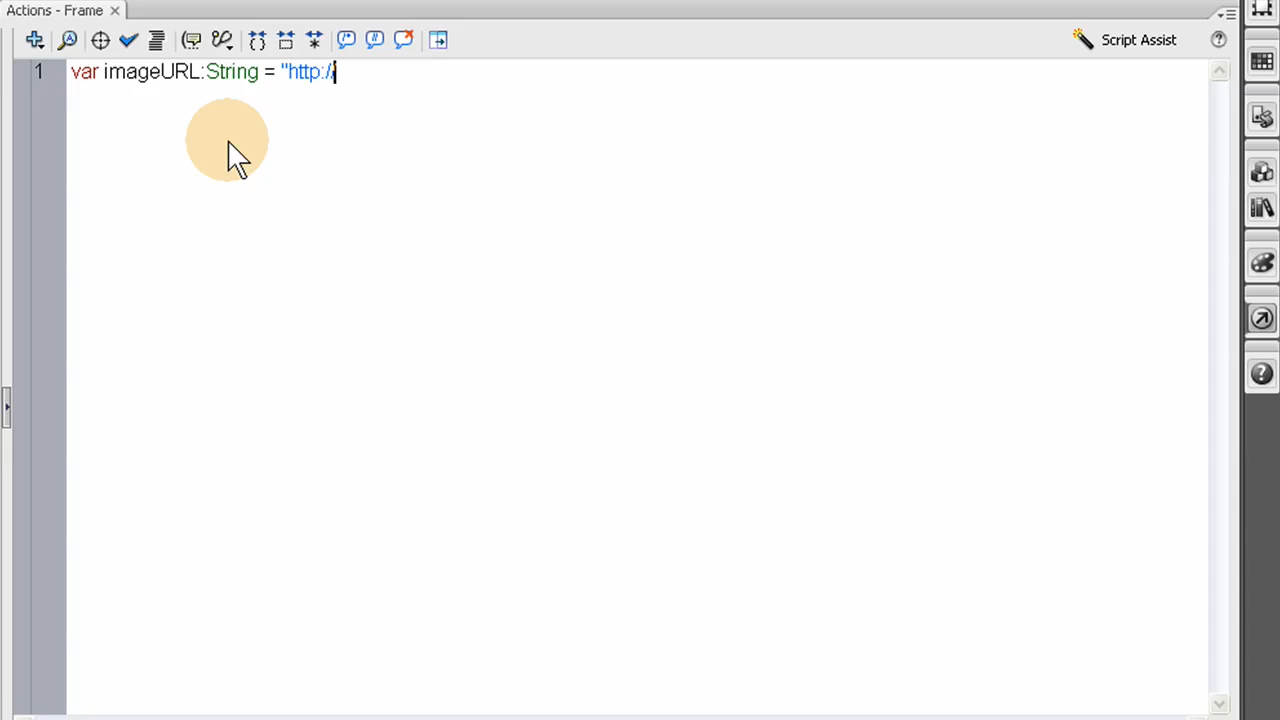 Actions - Frame
Script Assist
1 var imageURL:String = "http:/